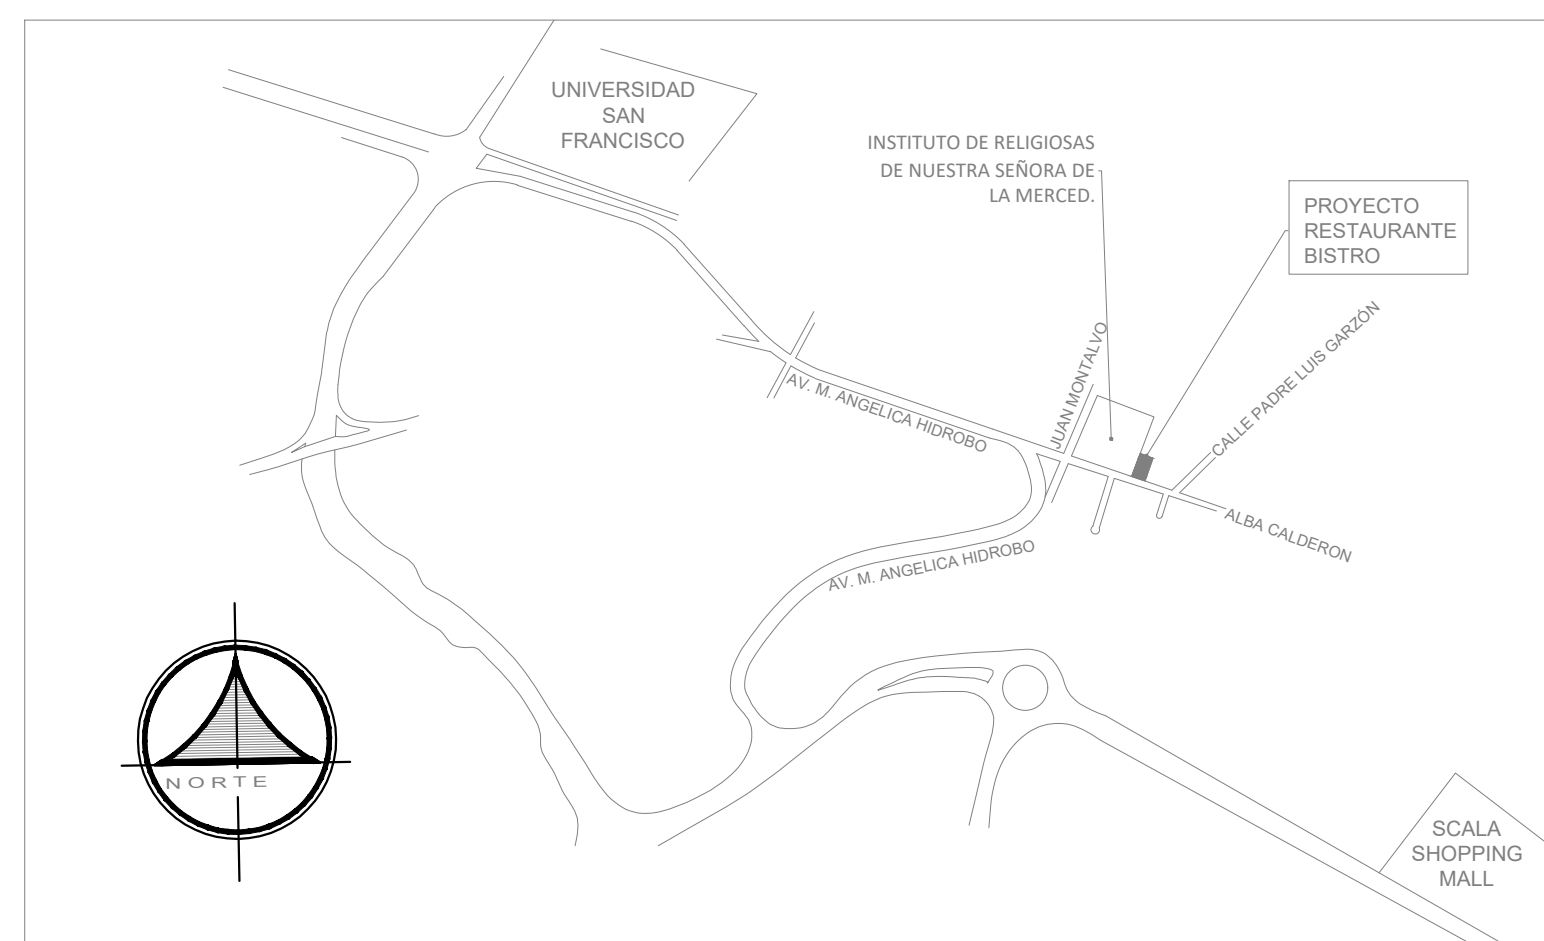 UNIVERSIDAD
SAN
FRANCISCO
INSTITUTO DE RELIGIOSAS
DE NUESTRA SEÑORA DE
LA MERCED.
PROYECTO
RESTAURANTE
BISTRO
JUAN MONTALVO
CALLE PADRE LUIS GARZÓN
AV. M. ANGELICA HIDROBO
ALBA CALDERON
AV. M. ANGELICA HIDROBO
NORTE
SCALA
SHOPPING
MALL